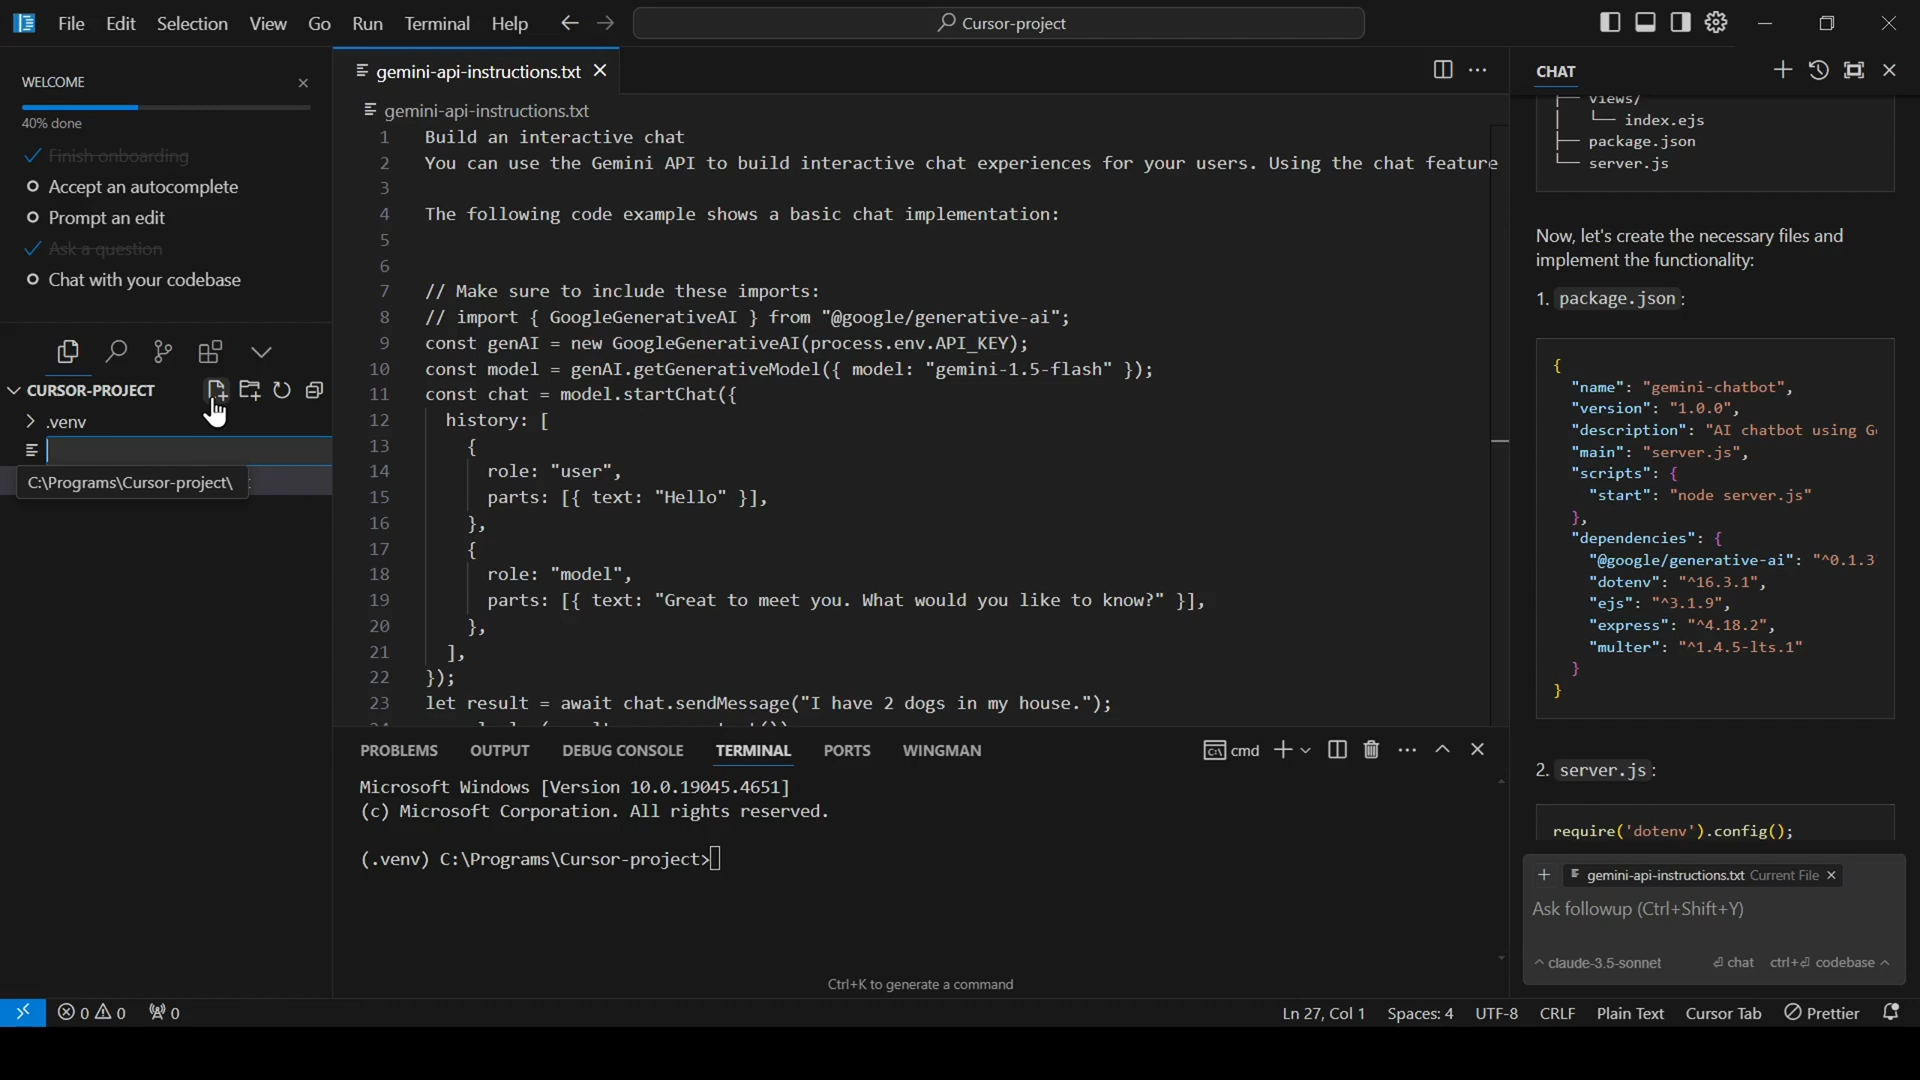 File Edit Selection View Go Run Terminal Help
Cursor-project
WELCOME
40% done
Finish onboarding
Accept an autocomplete
Prompt an edit
Ask a question
Chat with your codebase
CURSOR-PROJECT
.venv
C:\Programs\Cursor-project\
gemini-api-instructions.txt
gemini-api-instructions.txt
1 Build an interactive chat
2 You can use the Gemini API to build interactive chat experiences for your users. Using the chat feature
3
4 The following code example shows a basic chat implementation:
5
6
7 // Make sure to include these imports:
8 // import { GoogleGenerativeAI } from "@google/generative-ai";
9 const genAI = new GoogleGenerativeAI(process.env.API_KEY);
10 const model = genAI.getGenerativeModel({ model: "gemini-1.5-flash" });
11 const chat = model.startChat({
12 history: [
13 {
14 role: "user",
15 parts: [{ text: "Hello" }],
16 },
17 {
18 role: "model",
19 parts: [{ text: "Great to meet you. What would you like to know?" }],
20 },
21 ],
22 });
23 let result = await chat.sendMessage("I have 2 dogs in my house.");
PROBLEMS OUTPUT DEBUG CONSOLE TERMINAL PORTS WINGMAN
cmd
Microsoft Windows [Version 10.0.19045.4651]
(c) Microsoft Corporation. All rights reserved.
(.venv) C:\Programs\Cursor-project>
Ctrl+K to generate a command
CHAT
views/
index.ejs
package.json
server.js
Now, let's create the necessary files and
implement the functionality:
1. package.json:
{
"name": "gemini-chatbot",
"version": "1.0.0",
"description": "AI chatbot using G
"main": "server.js",
"scripts": {
"start": "node server.js"
},
"dependencies": {
"@google/generative-ai": "^0.1.3
"dotenv": "^16.3.1",
"ejs": "^3.1.9",
"express": "^4.18.2",
"multer": "^1.4.5-lts.1"
}
}
2. server.js:
require('dotenv').config();
gemini-api-instructions.txt Current File
Ask followup (Ctrl+Shift+Y)
claude-3.5-sonnet
chat ctrl+⏎ codebase
0 0 0
Ln 27, Col 1 Spaces: 4 UTF-8 CRLF Plain Text Cursor Tab Prettier